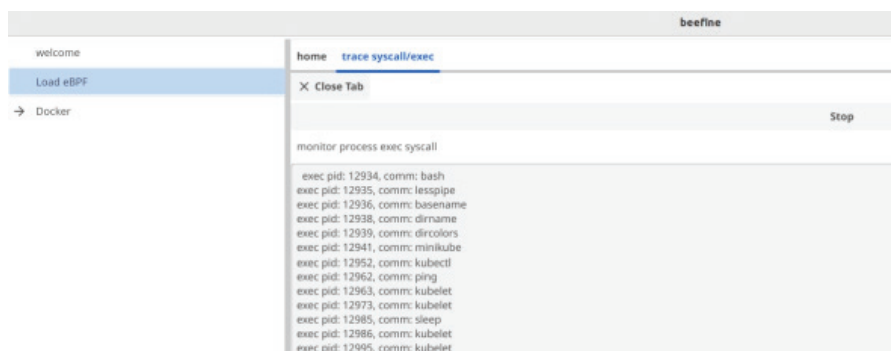 beefine
welcome
Load eBPF
→ Docker
home trace syscall/exec
× Close Tab
Stop
monitor process exec syscall
exec pid: 12934, comm: bash
exec pid: 12935, comm: lesspipe
exec pid: 12936, comm: basename
exec pid: 12938, comm: dirname
exec pid: 12939, comm: dircolors
exec pid: 12941, comm: minikube
exec pid: 12952, comm: kubectl
exec pid: 12962, comm: ping
exec pid: 12963, comm: kubelet
exec pid: 12973, comm: kubelet
exec pid: 12985, comm: sleep
exec pid: 12986, comm: kubelet
exec pid: 12995, comm: kubelet